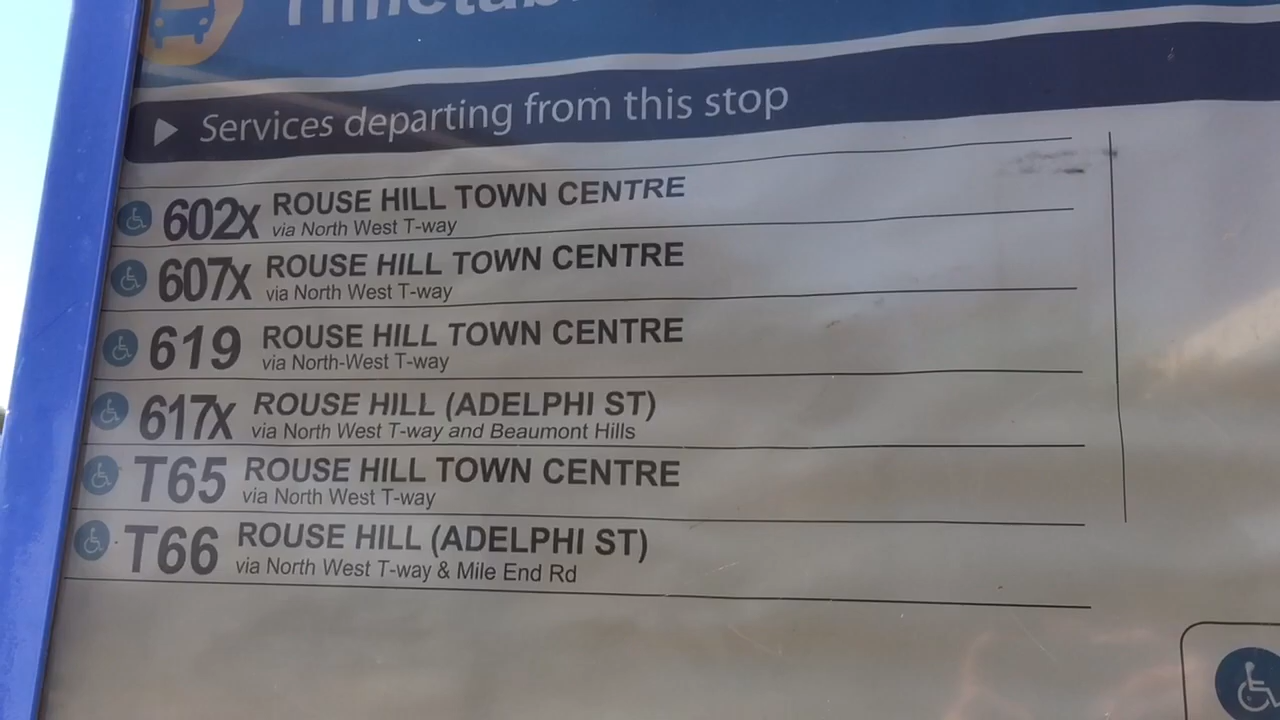 Timetab
Services departing from this stop
602X ROUSE HILL TOWN CENTRE
via North West T-way
607X ROUSE HILL TOWN CENTRE
via North West T-way
619 ROUSE HILL TOWN CENTRE
via North-West T-way
617X ROUSE HILL (ADELPHI ST)
via North West T-way and Beaumont Hills
T65 ROUSE HILL TOWN CENTRE
via North West T-way
T66 ROUSE HILL (ADELPHI ST)
via North West T-way & Mile End Rd